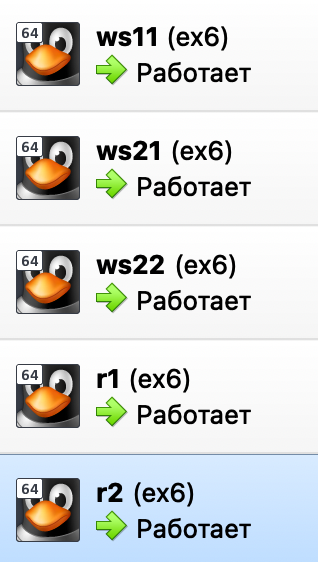 64
ws11 (ex6)
Работает
64
ws21 (ex6)
Работает
64
ws22 (ex6)
Работает
64
r1 (ex6)
Работает
64
r2 (ex6)
Работает